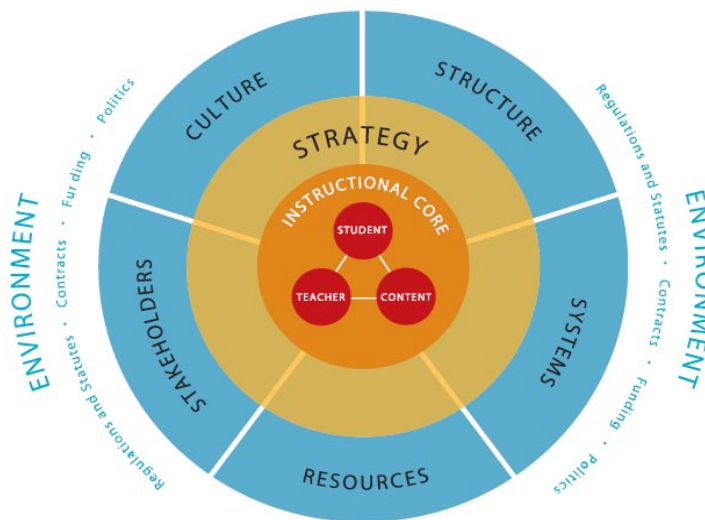 CULTURE
STRUCTURE
STRATEGY
INSTRUCTIONAL CORE
STUDENT
TEACHER
CONTENT
STAKEHOLDERS
SYSTEMS
RESOURCES
ENVIRONMENT
Regulations and Statutes · Contracts · Funding · Politics
ENVIRONMENT
Regulations and Statutes · Contracts · Funding · Politics